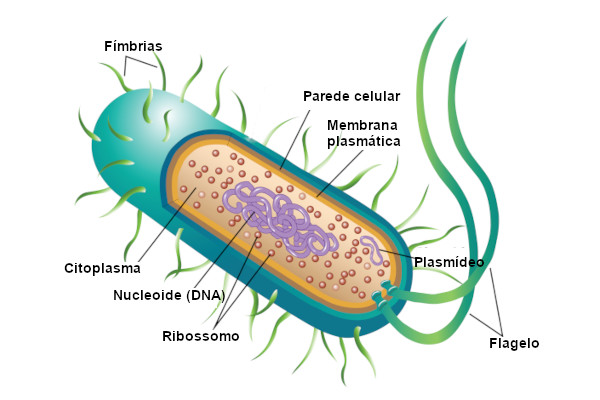 Fímbrias
Parede celular
Membrana
plasmática
Citoplasma
Plasmídeo
Nucleoide (DNA)
Ribossomo
Flagelo